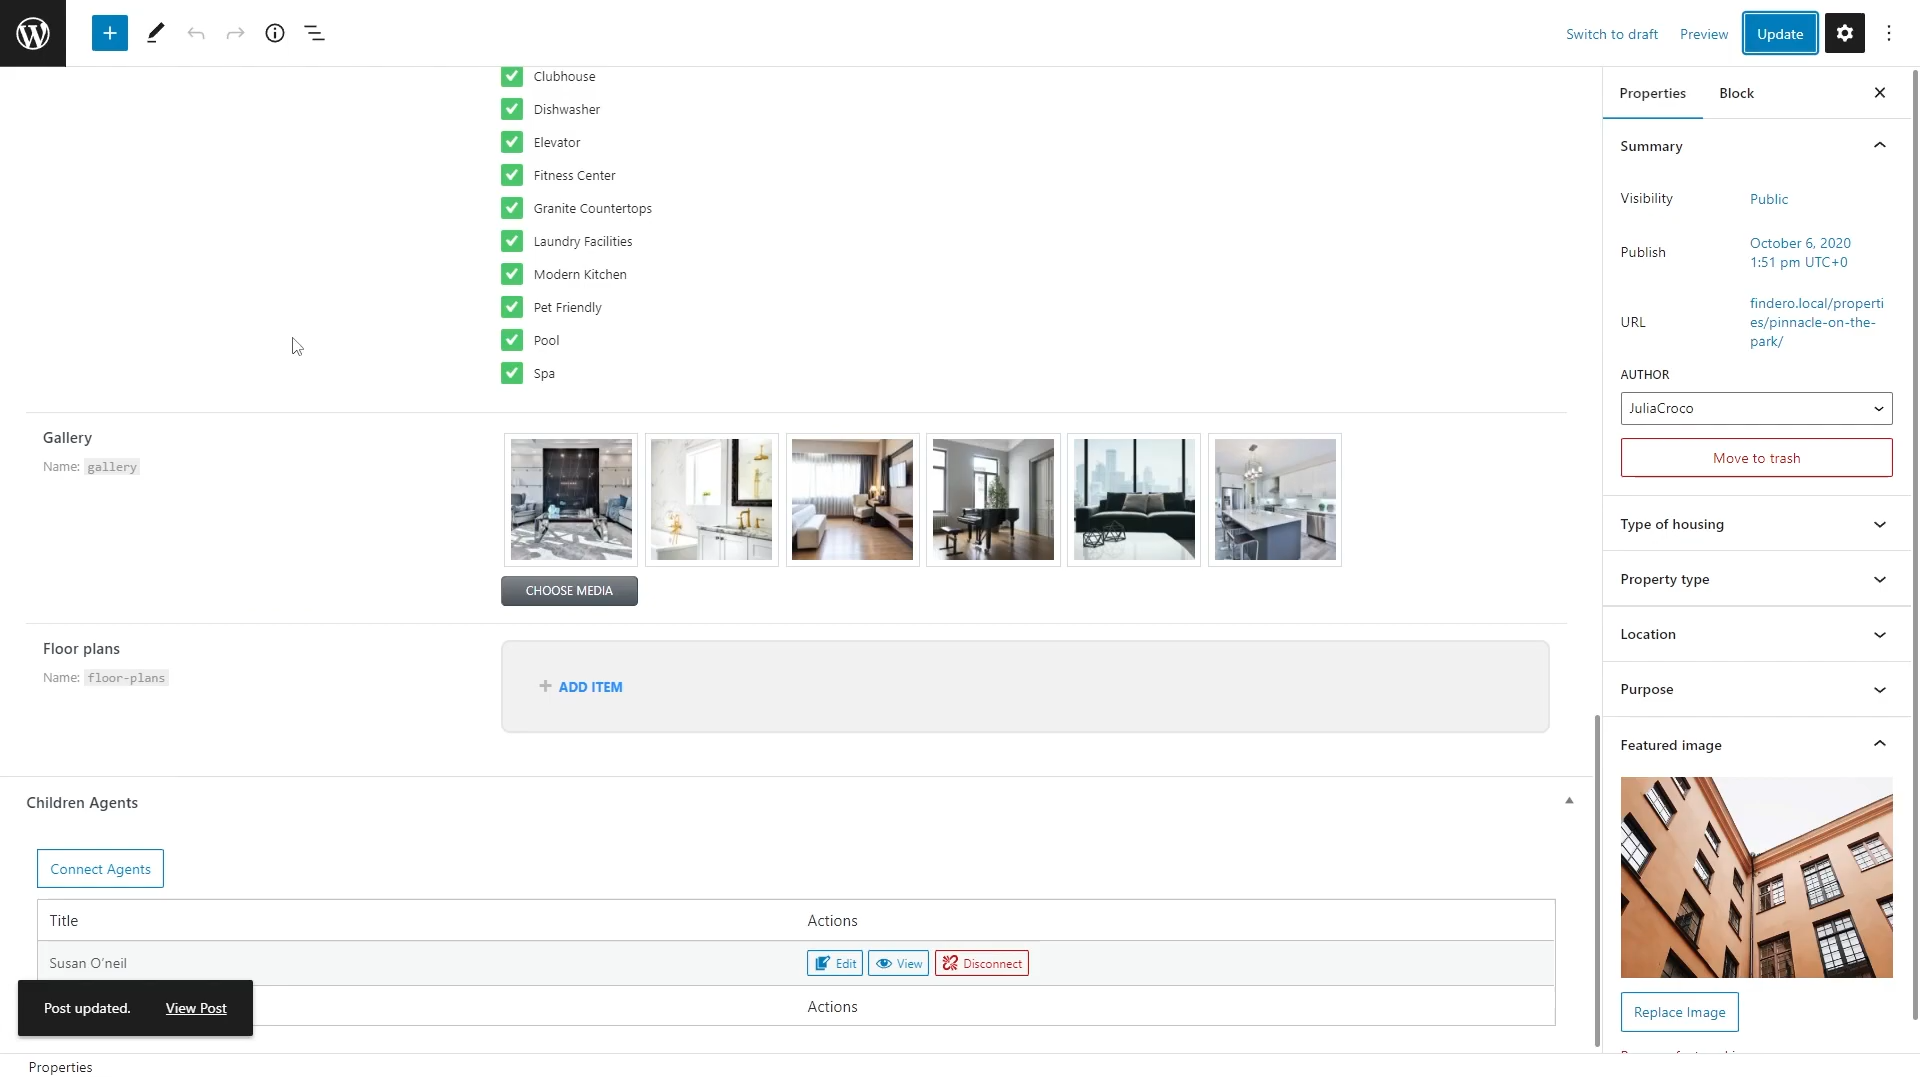 Switch to draft Preview Update
Clubhouse
Dishwasher
Elevator
Fitness Center
Granite Countertops
Laundry Facilities
Modern Kitchen
Pet Friendly
Pool
Spa
Gallery
Name: gallery
CHOOSE MEDIA
Floor plans
Name: floor-plans
ADD ITEM
Children Agents
Connect Agents
Title Actions
Susan O'neil Edit View Disconnect
Actions
Post updated. View Post
Properties
Properties Block
Summary
Visibility Public
Publish October 6, 2020
1:51 pm UTC+0
URL findero.local/properti
es/pinnacle-on-the-
park/
AUTHOR
JuliaCroco
Move to trash
Type of housing
Property type
Location
Purpose
Featured image
Replace Image